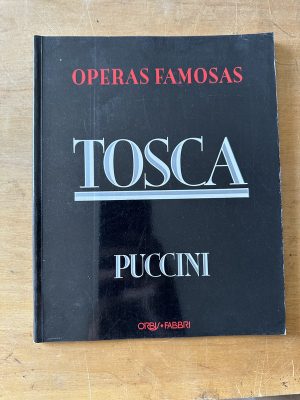 OPERAS FAMOSAS
TOSCA
PUCCINI
ORBIS • FABBRI